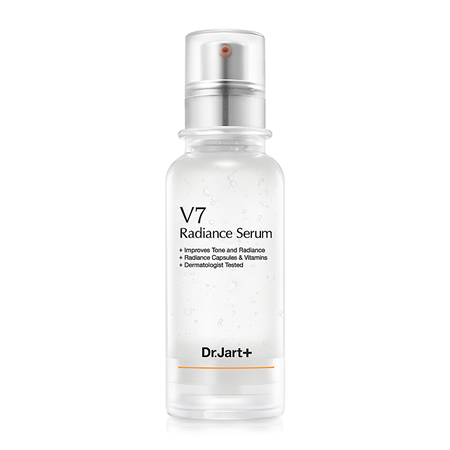 V7
Radiance Serum
+ Improves Tone and Radiance
+ Radiance Capsules & Vitamins
+ Dermatologist Tested
Dr.Jart+